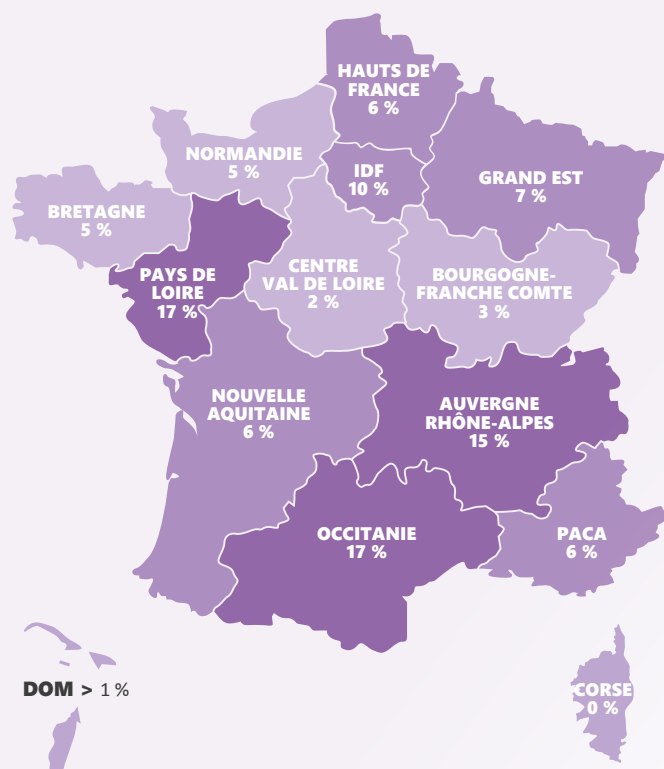 HAUTS DE
FRANCE
6 %
NORMANDIE
5 %
IDF
10 %
GRAND EST
7 %
BRETAGNE
5 %
PAYS DE
LOIRE
17 %
CENTRE
VAL DE LOIRE
2 %
BOURGOGNE-
FRANCHE COMTE
3 %
NOUVELLE
AQUITAINE
6 %
AUVERGNE
RHÔNE-ALPES
15 %
OCCITANIE
17 %
PACA
6 %
DOM > 1 %
CORSE
0 %